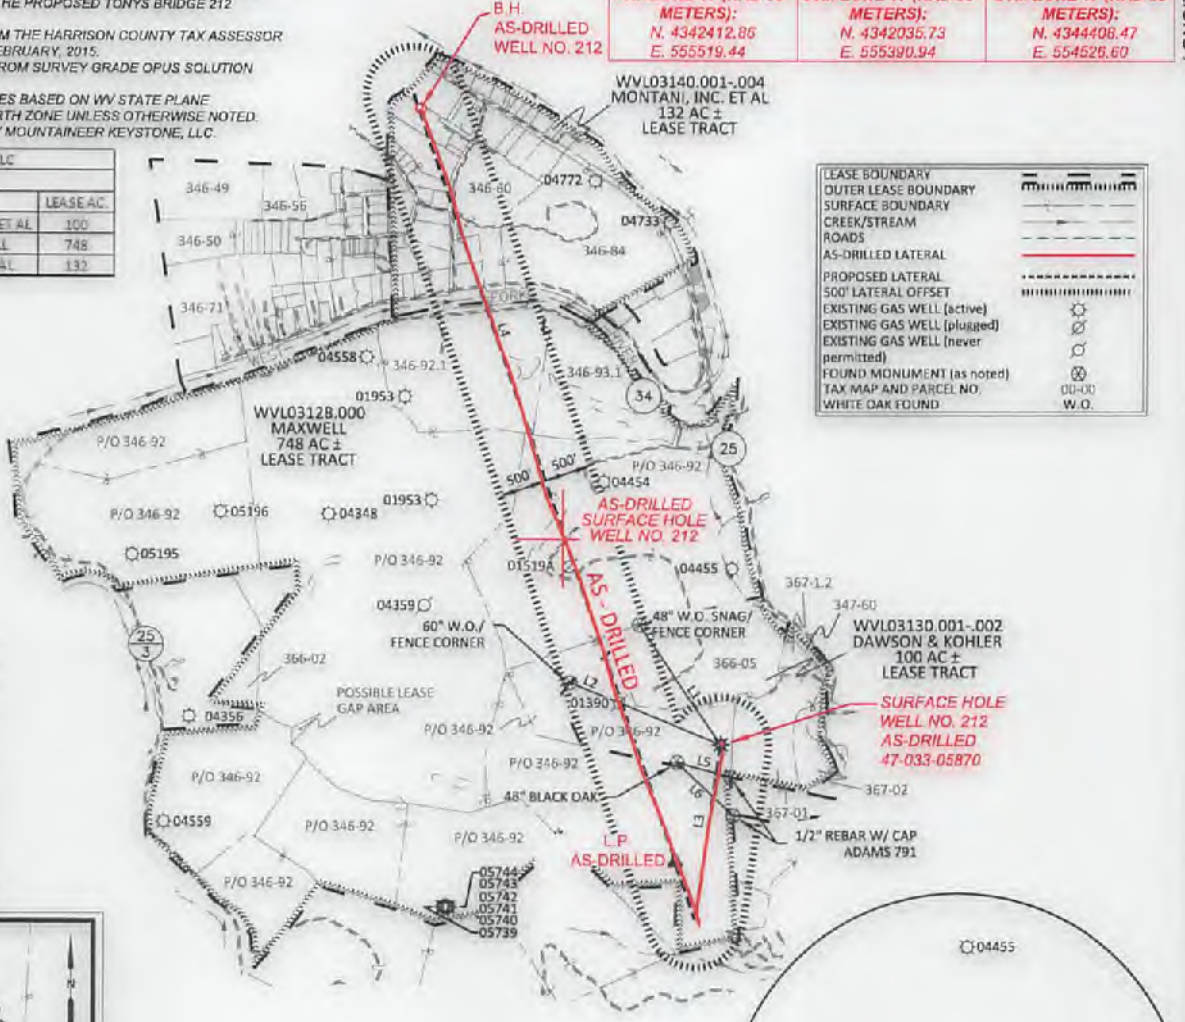 RE PROPOSED TONYS BRIDGE 212
M THE HARRISON COUNTY TAX ASSESSOR
EBRUARY, 2015.
ROM SURVEY GRADE OPUS SOLUTION
ES BASED ON WV STATE PLANE
RTH ZONE UNLESS OTHERWISE NOTED.
MOUNTAINEER KEYSTONE, LLC.
LC
LEASE AC.
ET AL 100
L 748
AL 132
B.H.
AS-DRILLED
WELL NO. 212
METERS):
N. 4342412.86
E. 555519.44
METERS):
N. 4342035.73
E. 555390.94
METERS):
N. 4344408.47
E. 554526.60
WVL03140.001-.004
MONTANI, INC. ET AL
132 AC ±
LEASE TRACT
LEASE BOUNDARY
OUTER LEASE BOUNDARY
SURFACE BOUNDARY
CREEK/STREAM
ROADS
AS-DRILLED LATERAL
PROPOSED LATERAL
500' LATERAL OFFSET
EXISTING GAS WELL (active)
EXISTING GAS WELL (plugged)
EXISTING GAS WELL (never
permitted)
FOUND MONUMENT (as noted)
TAX MAP AND PARCEL NO. 00-00
WHITE OAK FOUND W.O.
346-49
346-56
346-50
346-71
346-60
04772
04733
346-84
WEST
FORK
L4
04558
346-92.1
01953
346-93.1
34
25
WVL03128.000
MAXWELL
748 AC ±
LEASE TRACT
P/O 346-92
500' 500'
P/O 346-92
04454
P/O 346-92
05196
04348
01953
AS-DRILLED
SURFACE HOLE
WELL NO. 212
05195
P/O 346-92
01519A
04455
367-1.2
347-60
AS - DRILLED
04359
60" W.O./
FENCE CORNER
48" W.O. SNAG/
FENCE CORNER
WVL03130.001-.002
DAWSON & KOHLER
100 AC ±
LEASE TRACT
25
3
366-02
366-05
POSSIBLE LEASE
GAP AREA
L2
L1
01390
04356
P/O 346-92
P/O 346-92
SURFACE HOLE
WELL NO. 212
AS-DRILLED
47-033-05870
P/O 346-92
P/O 346-92
L5
L6
48" BLACK OAK
367-02
367-01
04559
P/O 346-92
P/O 346-92
L3
1/2" REBAR W/ CAP
ADAMS 791
L.P
AS-DRILLED
P/O 346-92
05744
05743
05742
05741
05740
05739
04455
N